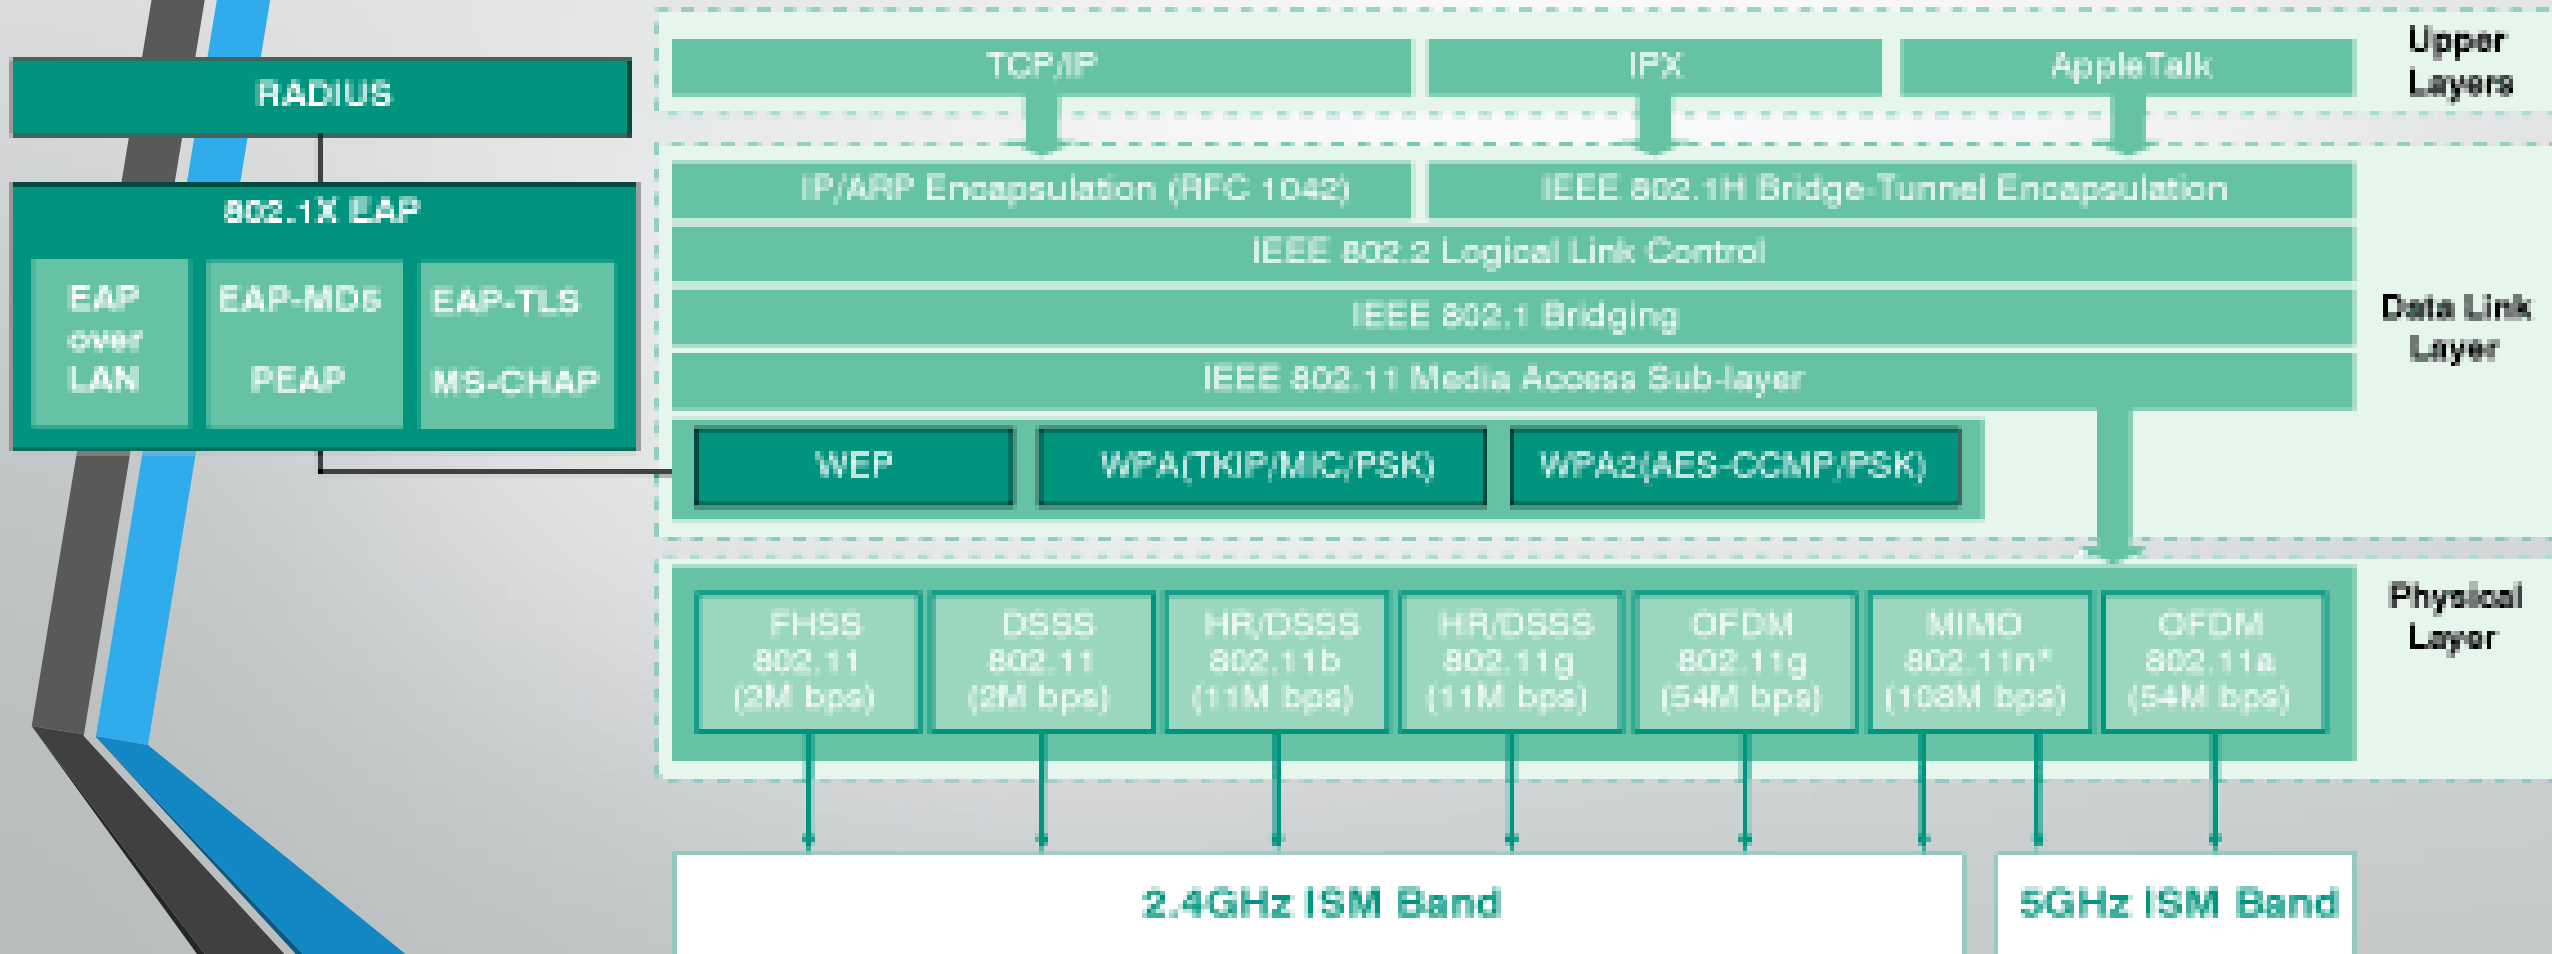 RADIUS
802.1X EAP
EAP
over
LAN
EAP-MD5
PEAP
EAP-TLS
MS-CHAP
TCP/IP
IPX
AppleTalk
Upper
Layers
IP/ARP Encapsulation (RFC 1042)
IEEE 802.1H Bridge-Tunnel Encapsulation
IEEE 802.2 Logical Link Control
IEEE 802.1 Bridging
IEEE 802.11 Media Access Sub-layer
Data Link
Layer
WEP
WPA(TKIP/MIC/PSK)
WPA2(AES-CCMP/PSK)
FHSS
802.11
(2M bps)
DSSS
802.11
(2M bps)
HR/DSSS
802.11b
(11M bps)
HR/DSSS
802.11g
(11M bps)
OFDM
802.11g
(54M bps)
MIMO
802.11n*
(108M bps)
OFDM
802.11a
(54M bps)
Physical
Layer
2.4GHz ISM Band
5GHz ISM Band